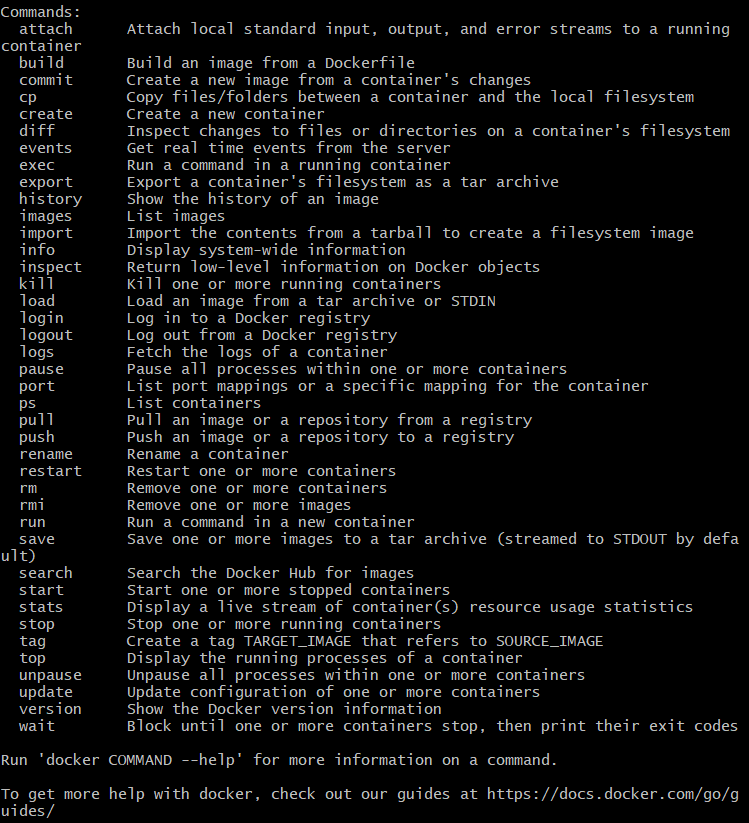 Commands:
  attach      Attach local standard input, output, and error streams to a running
container
  build       Build an image from a Dockerfile
  commit      Create a new image from a container's changes
  cp          Copy files/folders between a container and the local filesystem
  create      Create a new container
  diff        Inspect changes to files or directories on a container's filesystem
  events      Get real time events from the server
  exec        Run a command in a running container
  export      Export a container's filesystem as a tar archive
  history     Show the history of an image
  images      List images
  import      Import the contents from a tarball to create a filesystem image
  info        Display system-wide information
  inspect     Return low-level information on Docker objects
  kill        Kill one or more running containers
  load        Load an image from a tar archive or STDIN
  login       Log in to a Docker registry
  logout      Log out from a Docker registry
  logs        Fetch the logs of a container
  pause       Pause all processes within one or more containers
  port        List port mappings or a specific mapping for the container
  ps          List containers
  pull        Pull an image or a repository from a registry
  push        Push an image or a repository to a registry
  rename      Rename a container
  restart     Restart one or more containers
  rm          Remove one or more containers
  rmi         Remove one or more images
  run         Run a command in a new container
  save        Save one or more images to a tar archive (streamed to STDOUT by defa
ult)
  search      Search the Docker Hub for images
  start       Start one or more stopped containers
  stats       Display a live stream of container(s) resource usage statistics
  stop        Stop one or more running containers
  tag         Create a tag TARGET_IMAGE that refers to SOURCE_IMAGE
  top         Display the running processes of a container
  unpause     Unpause all processes within one or more containers
  update      Update configuration of one or more containers
  version     Show the Docker version information
  wait        Block until one or more containers stop, then print their exit codes

Run 'docker COMMAND --help' for more information on a command.

To get more help with docker, check out our guides at https://docs.docker.com/go/g
uides/